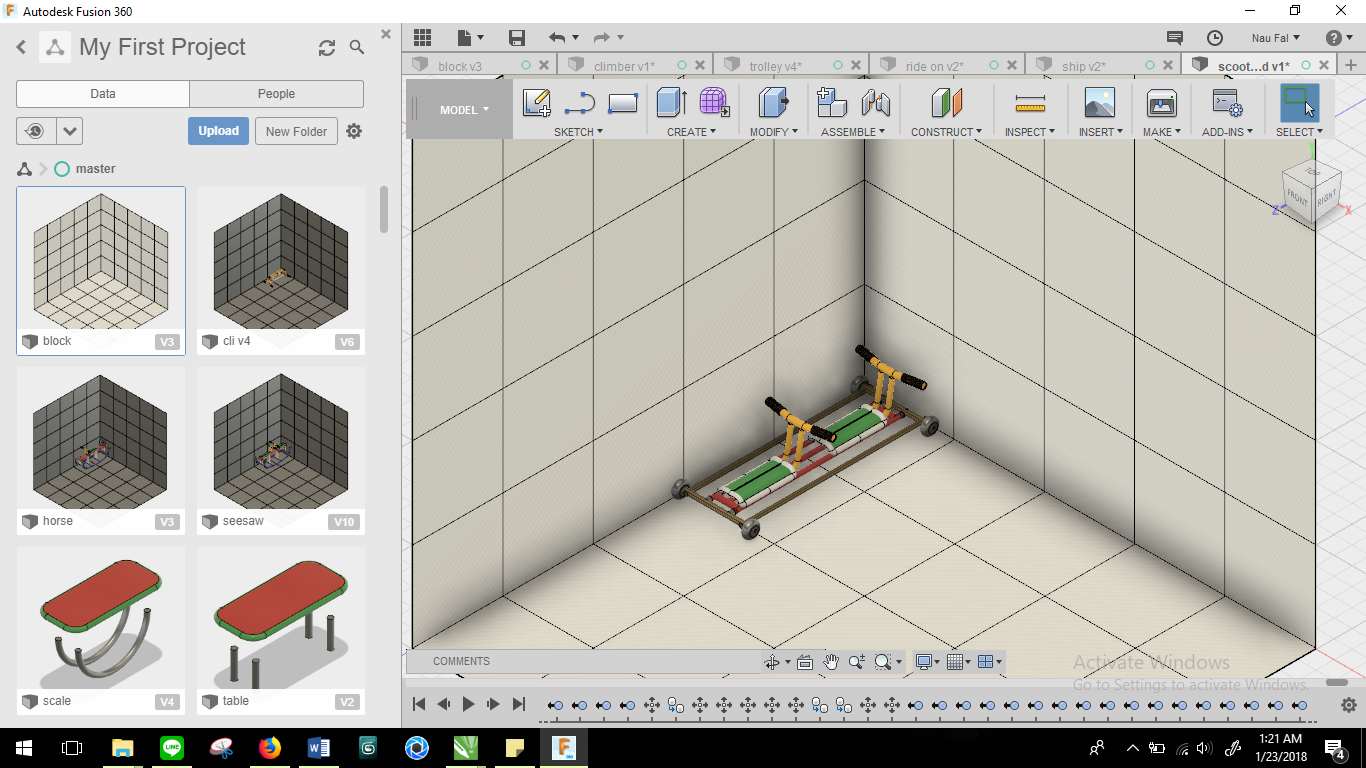 Autodesk Fusion 360
My First Project
Nau Fal
block v3
climber v1*
trolley v4*
ride on v2*
ship v2*
scoot...d v1*
Data
People
MODEL
SKETCH
CREATE
MODIFY
ASSEMBLE
CONSTRUCT
INSPECT
INSERT
MAKE
ADD-INS
SELECT
Upload
New Folder
master
TOP
FRONT
RIGHT
Y
Z
X
block
V3
cli v4
V6
horse
V3
seesaw
V10
scale
V4
table
V2
COMMENTS
Activate Windows
Go to Settings to activate Windows.
LINE
1:21 AM
1/23/2018
4